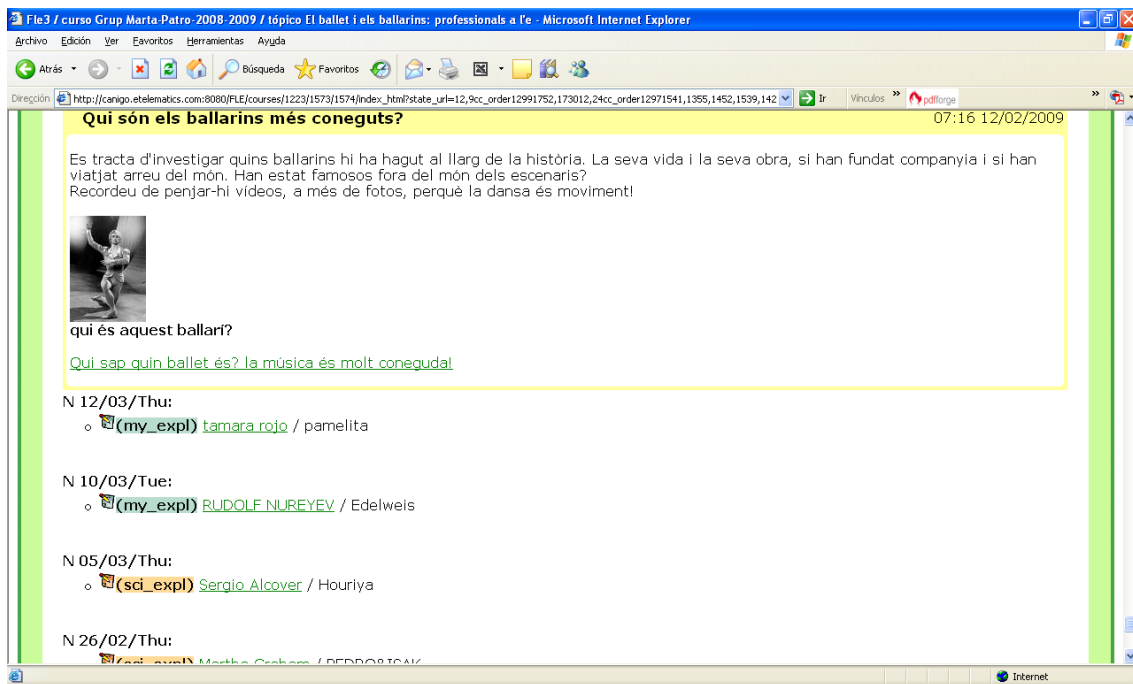 Fle3 / curso Grup Marta-Patro-2008-2009 / tópico El ballet i els ballarins: professionals a l'e - Microsoft Internet Explorer
Archivo Edición Ver Favoritos Herramientas Ayuda
Atrás Búsqueda Favoritos
Dirección http://canigo.etelematics.com:8080/FLE/courses/1223/1573/1574/index_html?state_url=12,9cc_order12991752,173012,24cc_order12971541,1355,1452,1539,142 Ir Vínculos » pdfforge »
Qui són els ballarins més coneguts? 07:16 12/02/2009
Es tracta d'investigar quins ballarins hi ha hagut al llarg de la història. La seva vida i la seva obra, si han fundat companyia i si han
viatjat arreu del món. Han estat famosos fora del món dels escenaris?
Recordeu de penjar-hi vídeos, a més de fotos, perquè la dansa és moviment!
qui és aquest ballarí?
Qui sap quin ballet és? la música és molt coneguda!
N 12/03/Thu:
(my_expl) tamara rojo / pamelita
N 10/03/Tue:
(my_expl) RUDOLF NUREYEV / Edelweis
N 05/03/Thu:
(sci_expl) Sergio Alcover / Houriya
N 26/02/Thu:
(sci_expl) Martha Graham / PEDRO&ISAK
Internet